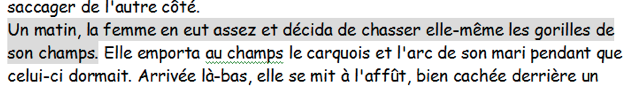 saccager de l'autre côté.
Un matin, la femme en eut assez et décida de chasser elle-même les gorilles de
son champs. Elle emporta au champs le carquois et l'arc de son mari pendant que
celui-ci dormait. Arrivée là-bas, elle se mit à l'affût, bien cachée derrière un